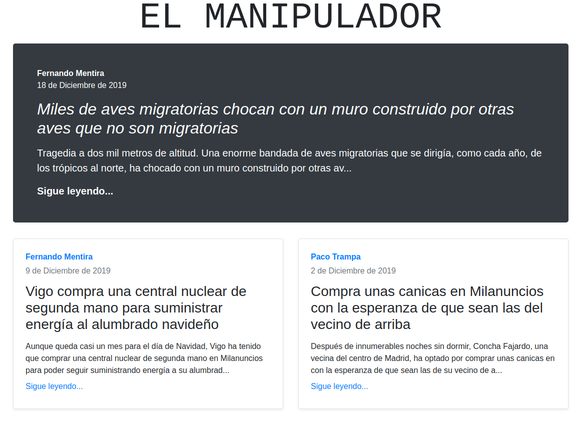 EL MANIPULADOR
Fernando Mentira
18 de Diciembre de 2019
Miles de aves migratorias chocan con un muro construido por otras
aves que no son migratorias
Tragedia a dos mil metros de altitud. Una enorme bandada de aves migratorias que se dirigía, como cada año, de
los trópicos al norte, ha chocado con un muro construido por otras av...
Sigue leyendo...
Fernando Mentira
9 de Diciembre de 2019
Vigo compra una central nuclear de
segunda mano para suministrar
energía al alumbrado navideño
Aunque queda casi un mes para el día de Navidad, Vigo ha tenido
que comprar una central nuclear de segunda mano en Milanuncios
para poder seguir suministrando energía a su alumbrad...
Sigue leyendo...
Paco Trampa
2 de Diciembre de 2019
Compra unas canicas en Milanuncios
con la esperanza de que sean las del
vecino de arriba
Después de innumerables noches sin dormir, Concha Fajardo, una
vecina del centro de Madrid, ha optado por comprar unas canicas en
con la esperanza de que sean las de su vecino de a...
Sigue leyendo...